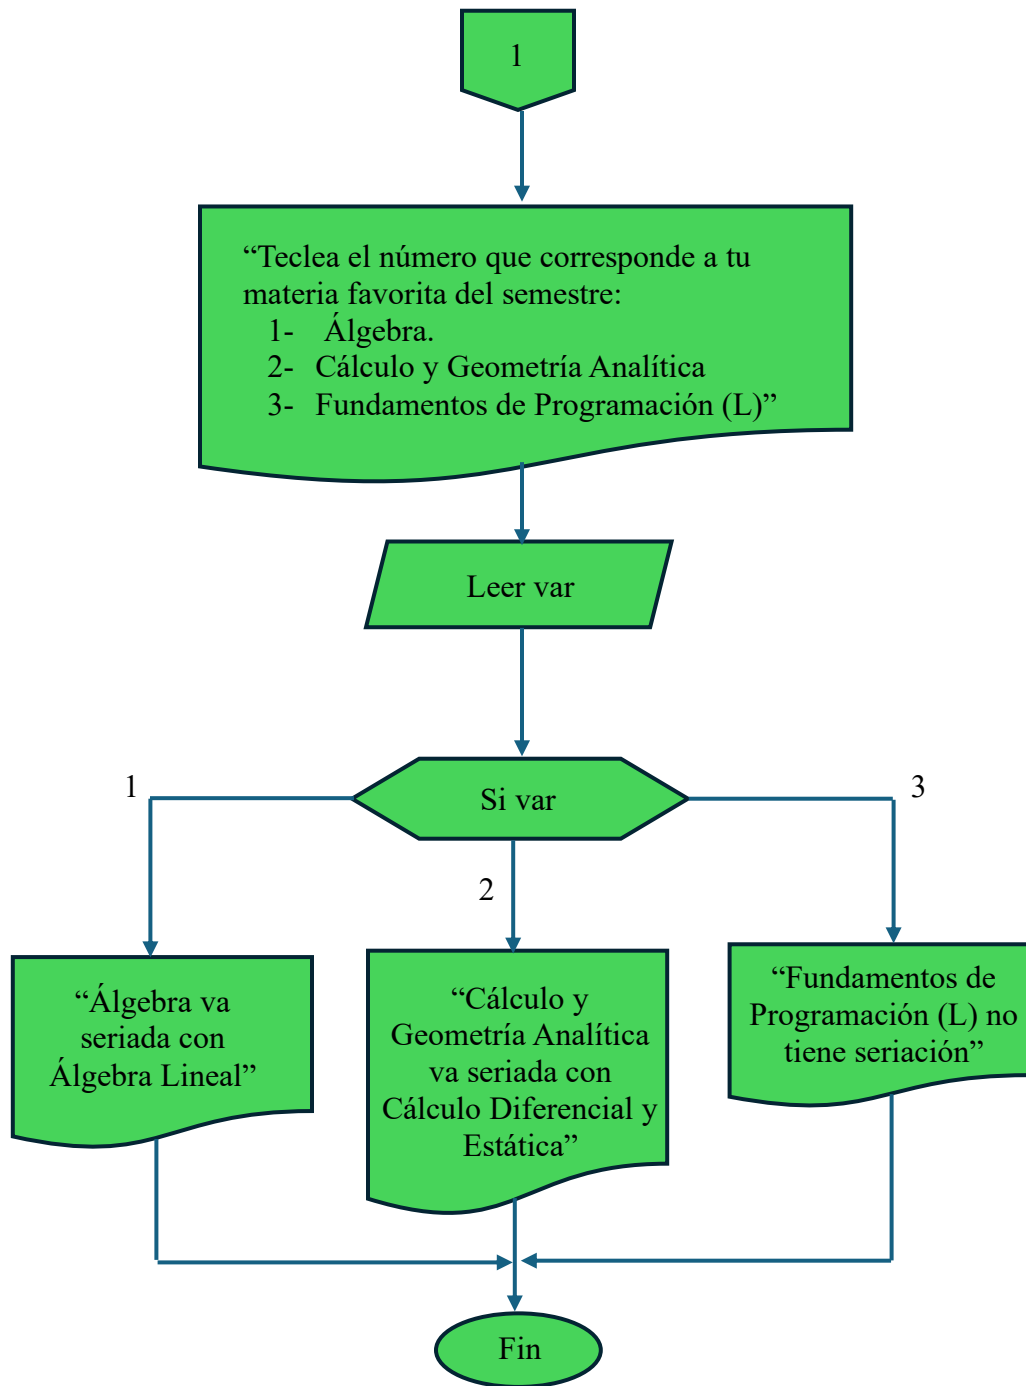 1
“Teclea el número que corresponde a tu
materia favorita del semestre:
1- Álgebra.
2- Cálculo y Geometría Analítica
3- Fundamentos de Programación (L)”
Leer var
Si var
1
2
3
“Álgebra va
seriada con
Álgebra Lineal”
“Cálculo y
Geometría Analítica
va seriada con
Cálculo Diferencial y
Estática”
“Fundamentos de
Programación (L) no
tiene seriación”
Fin